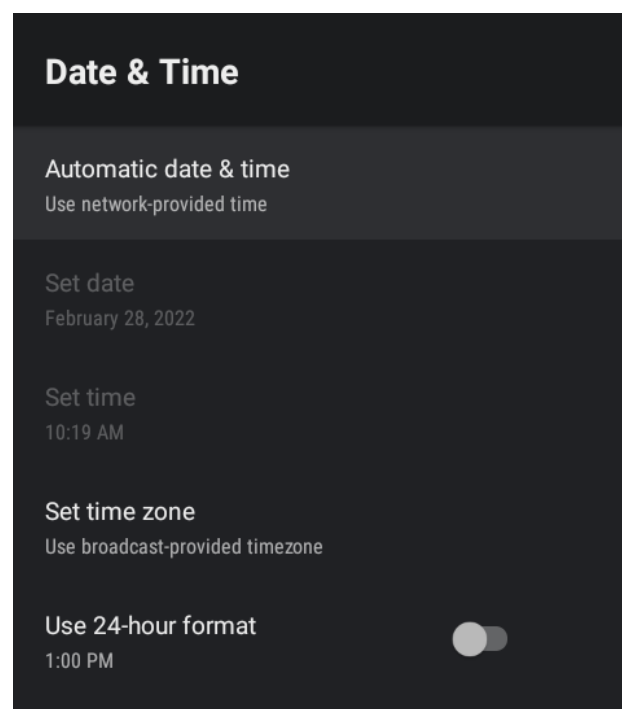 Date & Time
Automatic date & time
Use network-provided time
Set date
February 28, 2022
Set time
10:19 AM
Set time zone
Use broadcast-provided timezone
Use 24-hour format
1:00 PM